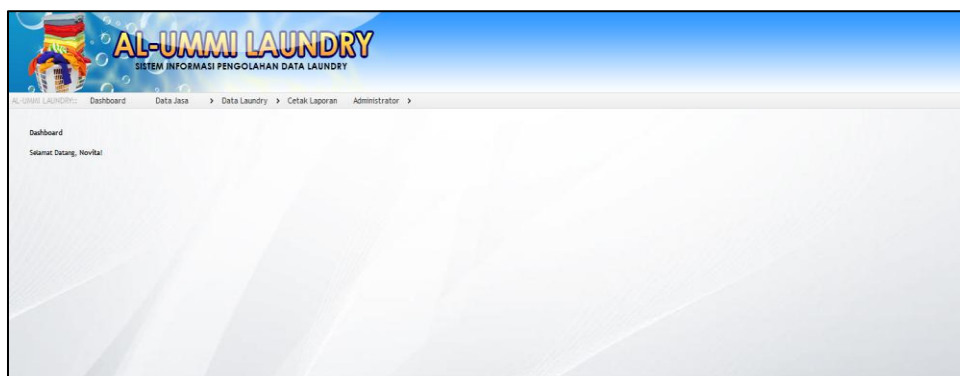 AL-UMMI LAUNDRY
SISTEM INFORMASI PENGOLAHAN DATA LAUNDRY
AL-UMMI LAUNDRY::: Dashboard Data Jasa > Data Laundry > Cetak Laporan Administrator >
Dashboard
Selamat Datang, Novita!